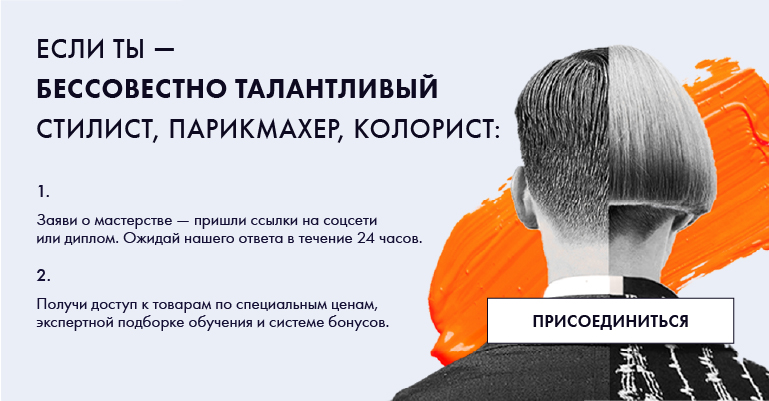 ЕСЛИ ТЫ —
БЕССОВЕСТНО ТАЛАНТЛИВЫЙ
СТИЛИСТ, ПАРИКМАХЕР, КОЛОРИСТ:
1.
Заяви о мастерстве — пришли ссылки на соцсети
или диплом. Ожидай нашего ответа в течение 24 часов.
2.
Получи доступ к товарам по специальным ценам,
экспертной подборке обучения и системе бонусов.
ПРИСОЕДИНИТЬСЯ